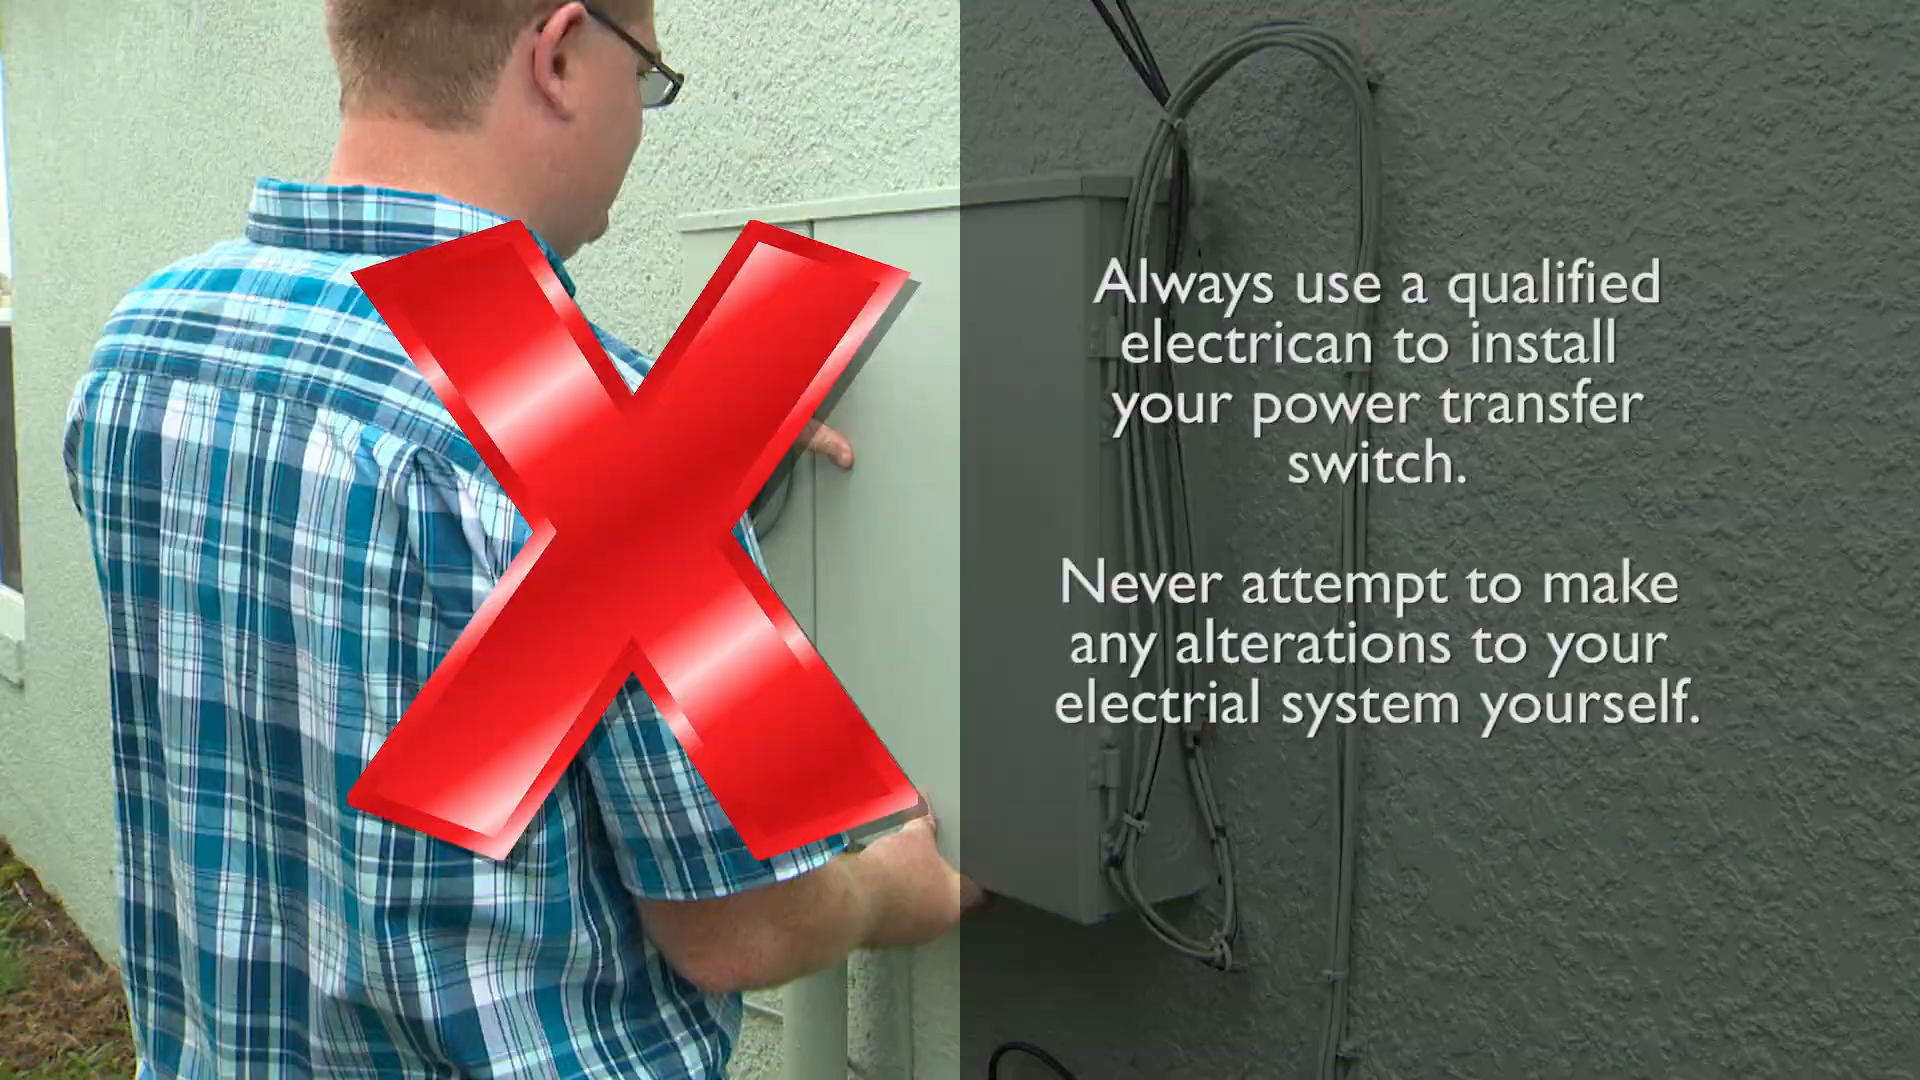 Always use a qualified
electrican to install
your power transfer
switch.
Never attempt to make
any alterations to your
electrial system yourself.